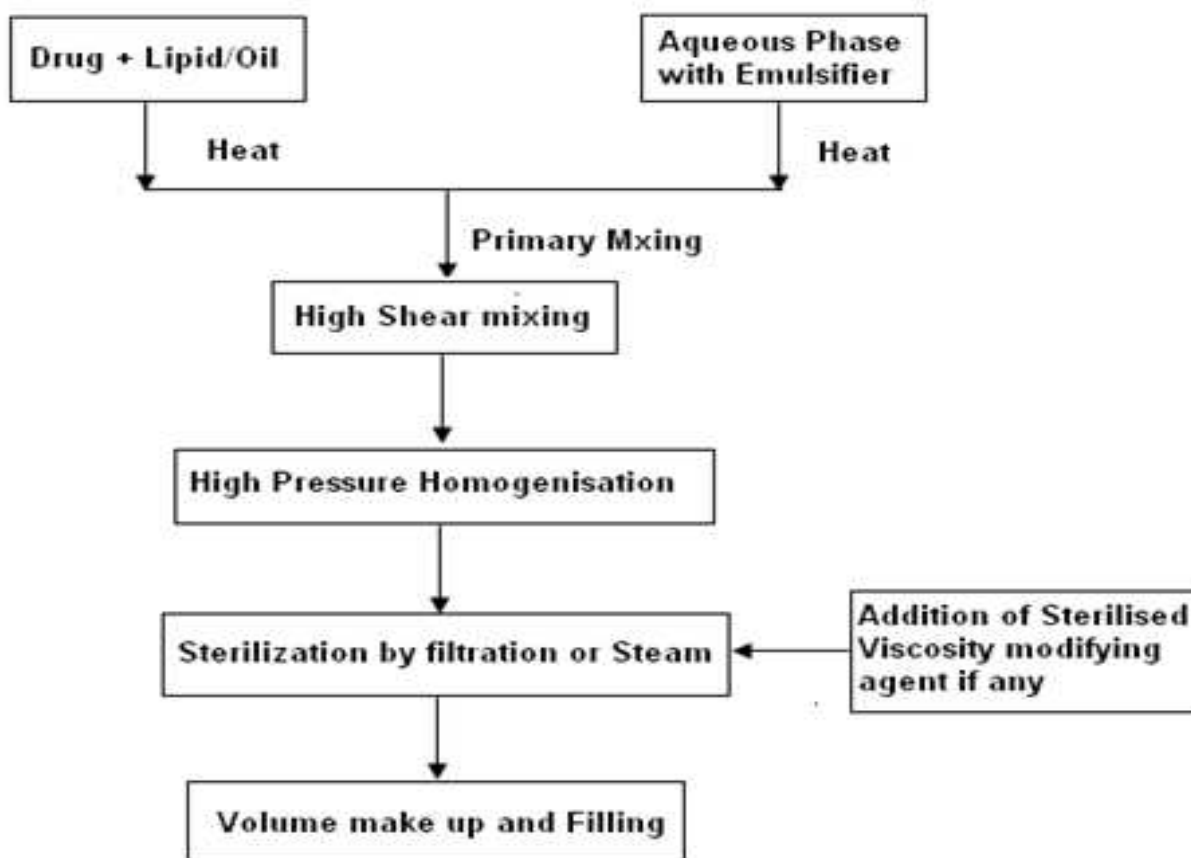 Drug + Lipid/Oil
Aqueous Phase
with Emulsifier
Heat
Heat
Primary Mxing
High Shear mixing
High Pressure Homogenisation
Sterilization by filtration or Steam
Addition of Sterilised
Viscosity modifying
agent if any
Volume make up and Filling